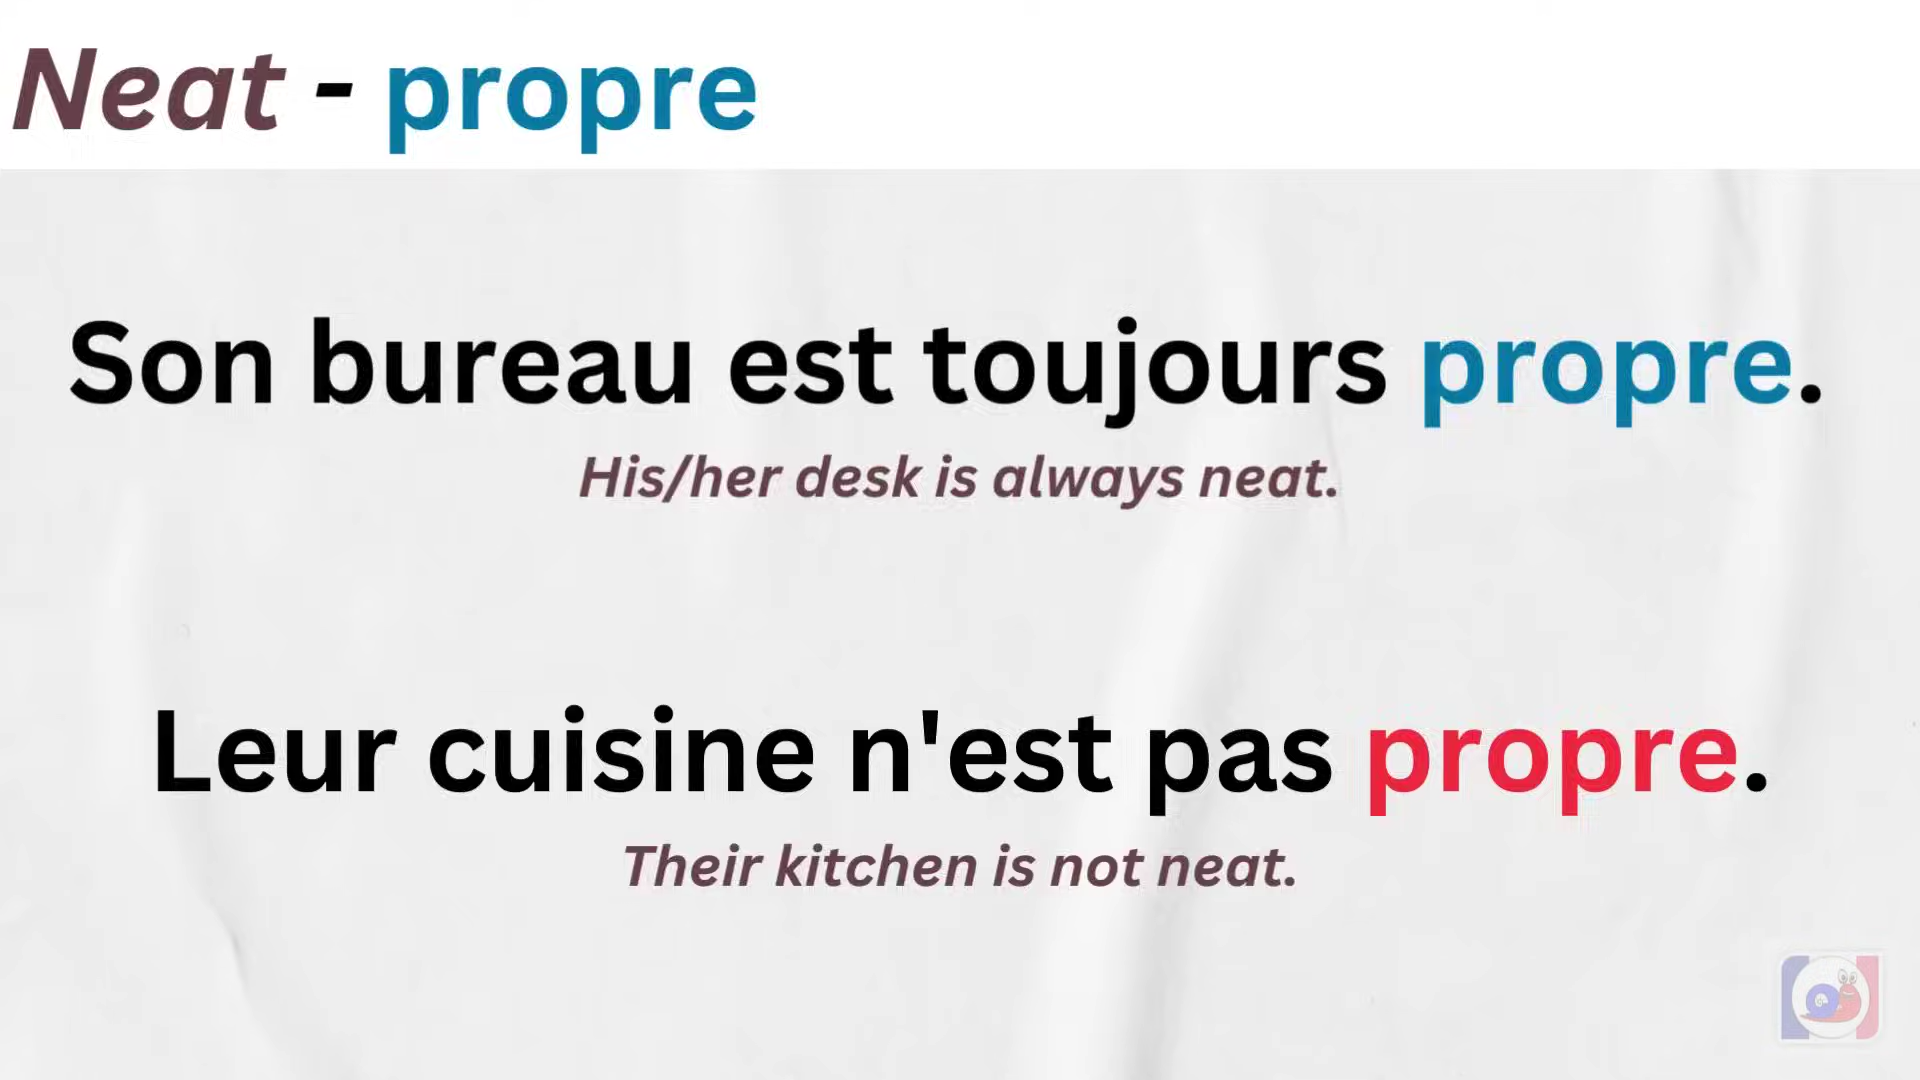 Neat - propre
Son bureau est toujours propre.
His/her desk is always neat.
Leur cuisine n'est pas propre.
Their kitchen is not neat.